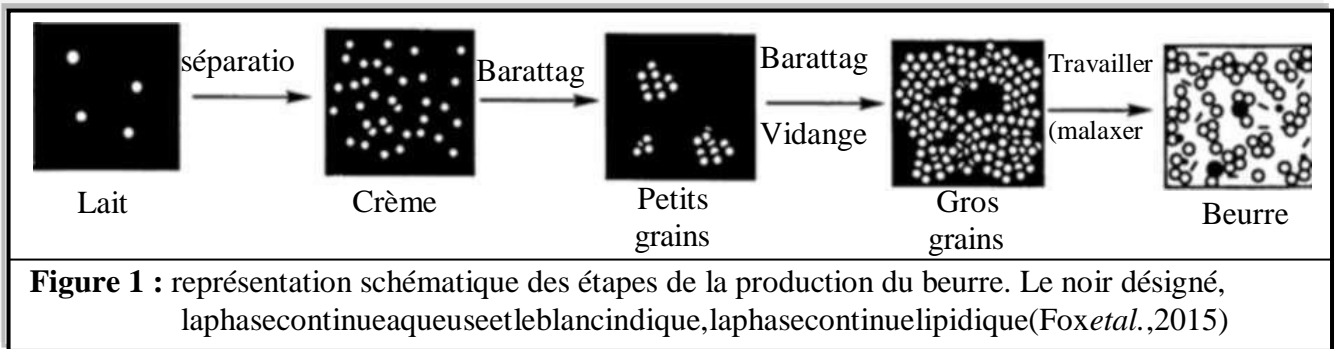 séparatio
Barattag
Barattag
Vidange
Travailler
(malaxer
Lait
Crème
Petits
grains
Gros
grains
Beurre
Figure 1 : représentation schématique des étapes de la production du beurre. Le noir désigné,
laphasecontinueaqueuseetleblancindique,laphasecontinuelipidique(Foxetal.,2015)